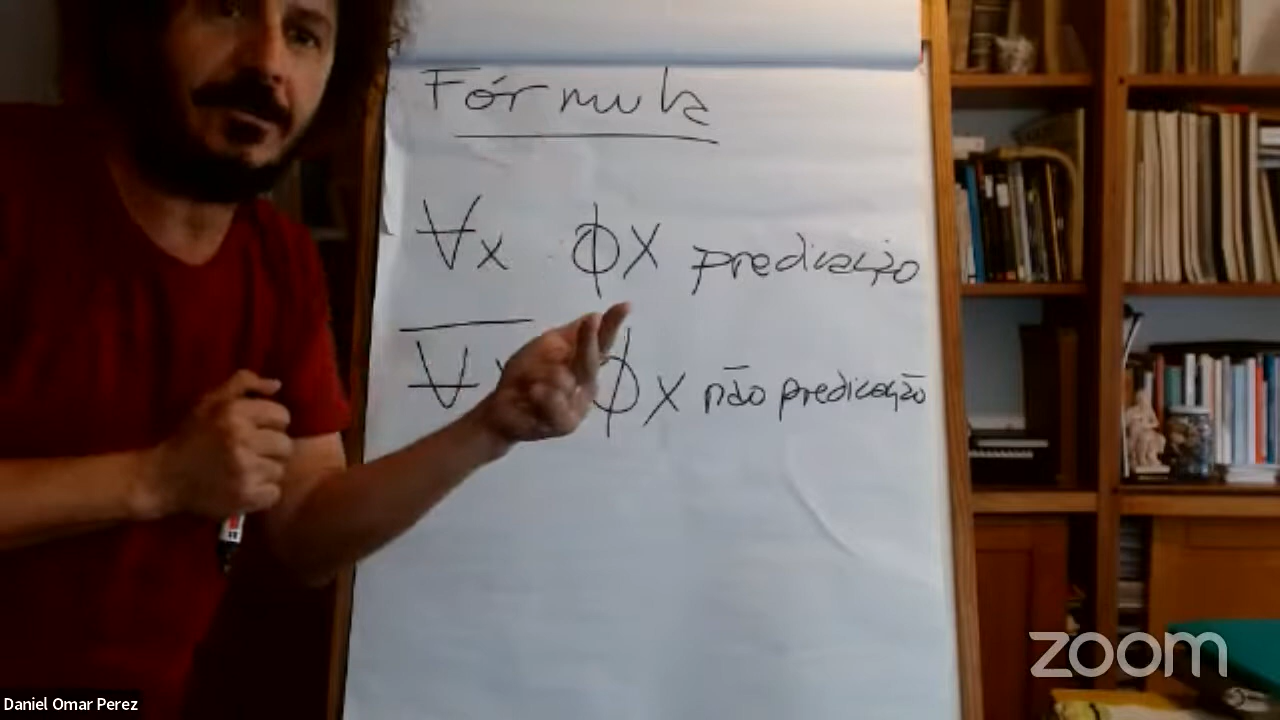 Fórmula
∀x ϕx predicação
∀x ϕx não predicação
zoom
Daniel Omar Perez